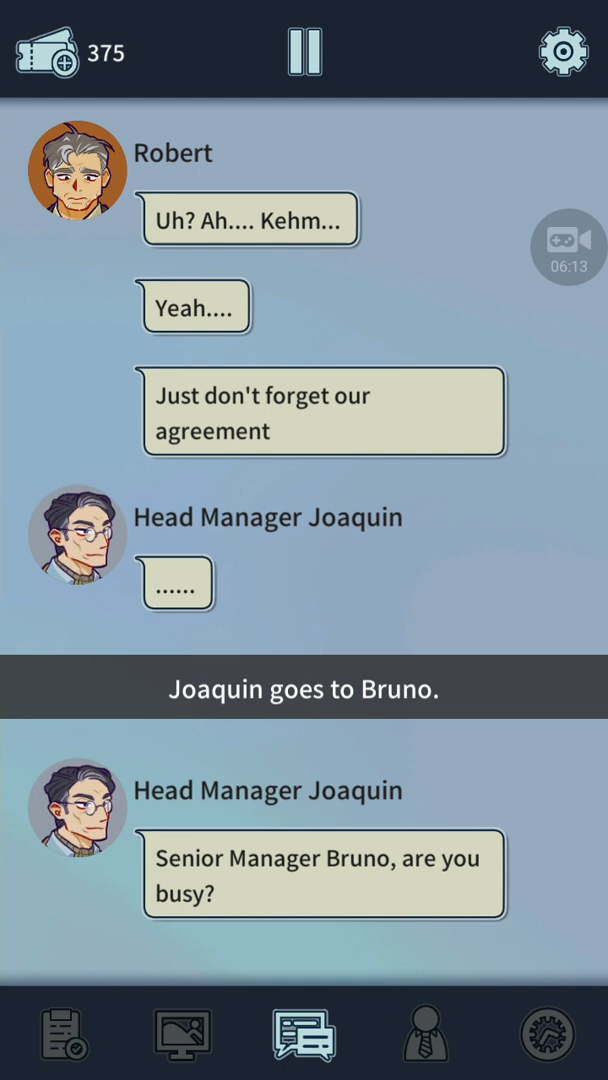 375
Robert
Uh? Ah.... Kehm...
06:13
Yeah....
Just don't forget our
agreement
Head Manager Joaquin
......
Joaquin goes to Bruno.
Head Manager Joaquin
Senior Manager Bruno, are you
busy?